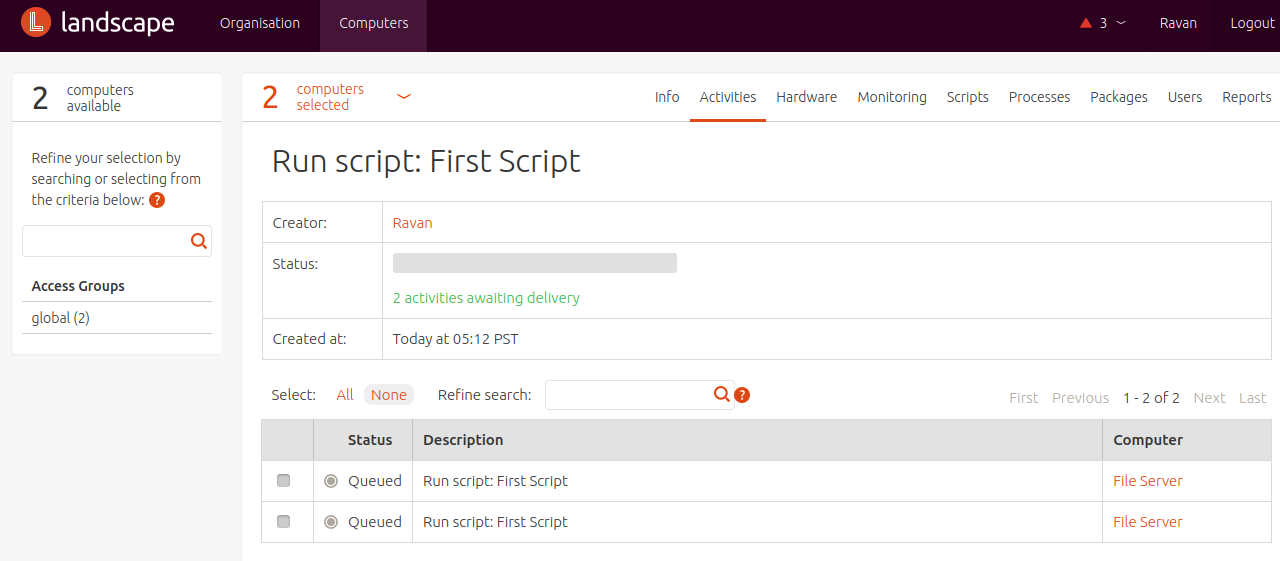 landscape Organisation Computers 3 Ravan Logout
2 computers available
Refine your selection by
searching or selecting from
the criteria below: ?
Access Groups
global (2)
2 computers selected
Info Activities Hardware Monitoring Scripts Processes Packages Users Reports
Run script: First Script
Creator: Ravan
Status:
2 activities awaiting delivery
Created at: Today at 05:12 PST
Select: All None Refine search: ? First Previous 1 - 2 of 2 Next Last
Status Description Computer
Queued Run script: First Script File Server
Queued Run script: First Script File Server